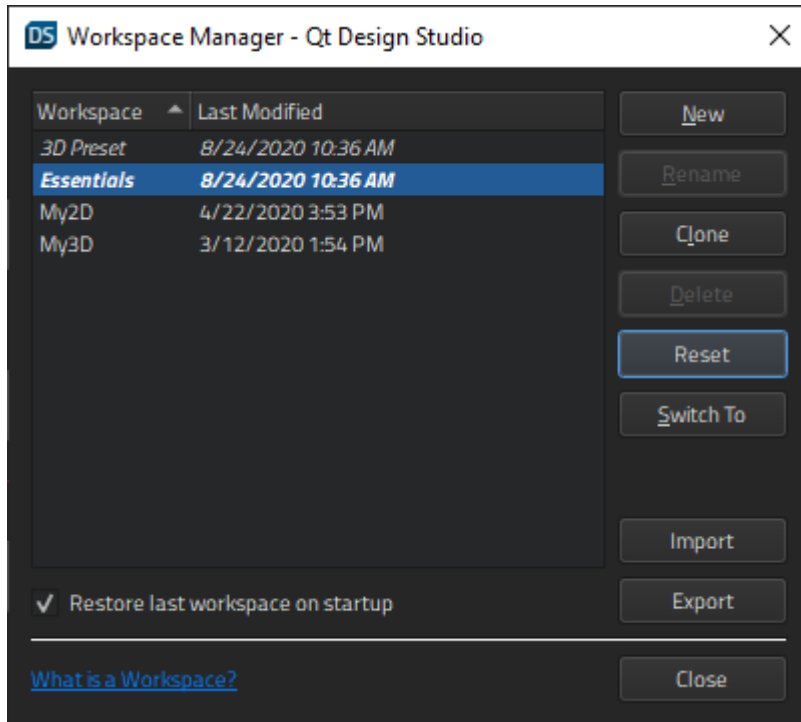 DS Workspace Manager - Qt Design Studio
Workspace Last Modified
3D Preset 8/24/2020 10:36 AM
Essentials 8/24/2020 10:36 AM
My2D 4/22/2020 3:53 PM
My3D 3/12/2020 1:54 PM
New
Rename
Clone
Delete
Reset
Switch To
Import
Export
Restore last workspace on startup
What is a Workspace?
Close